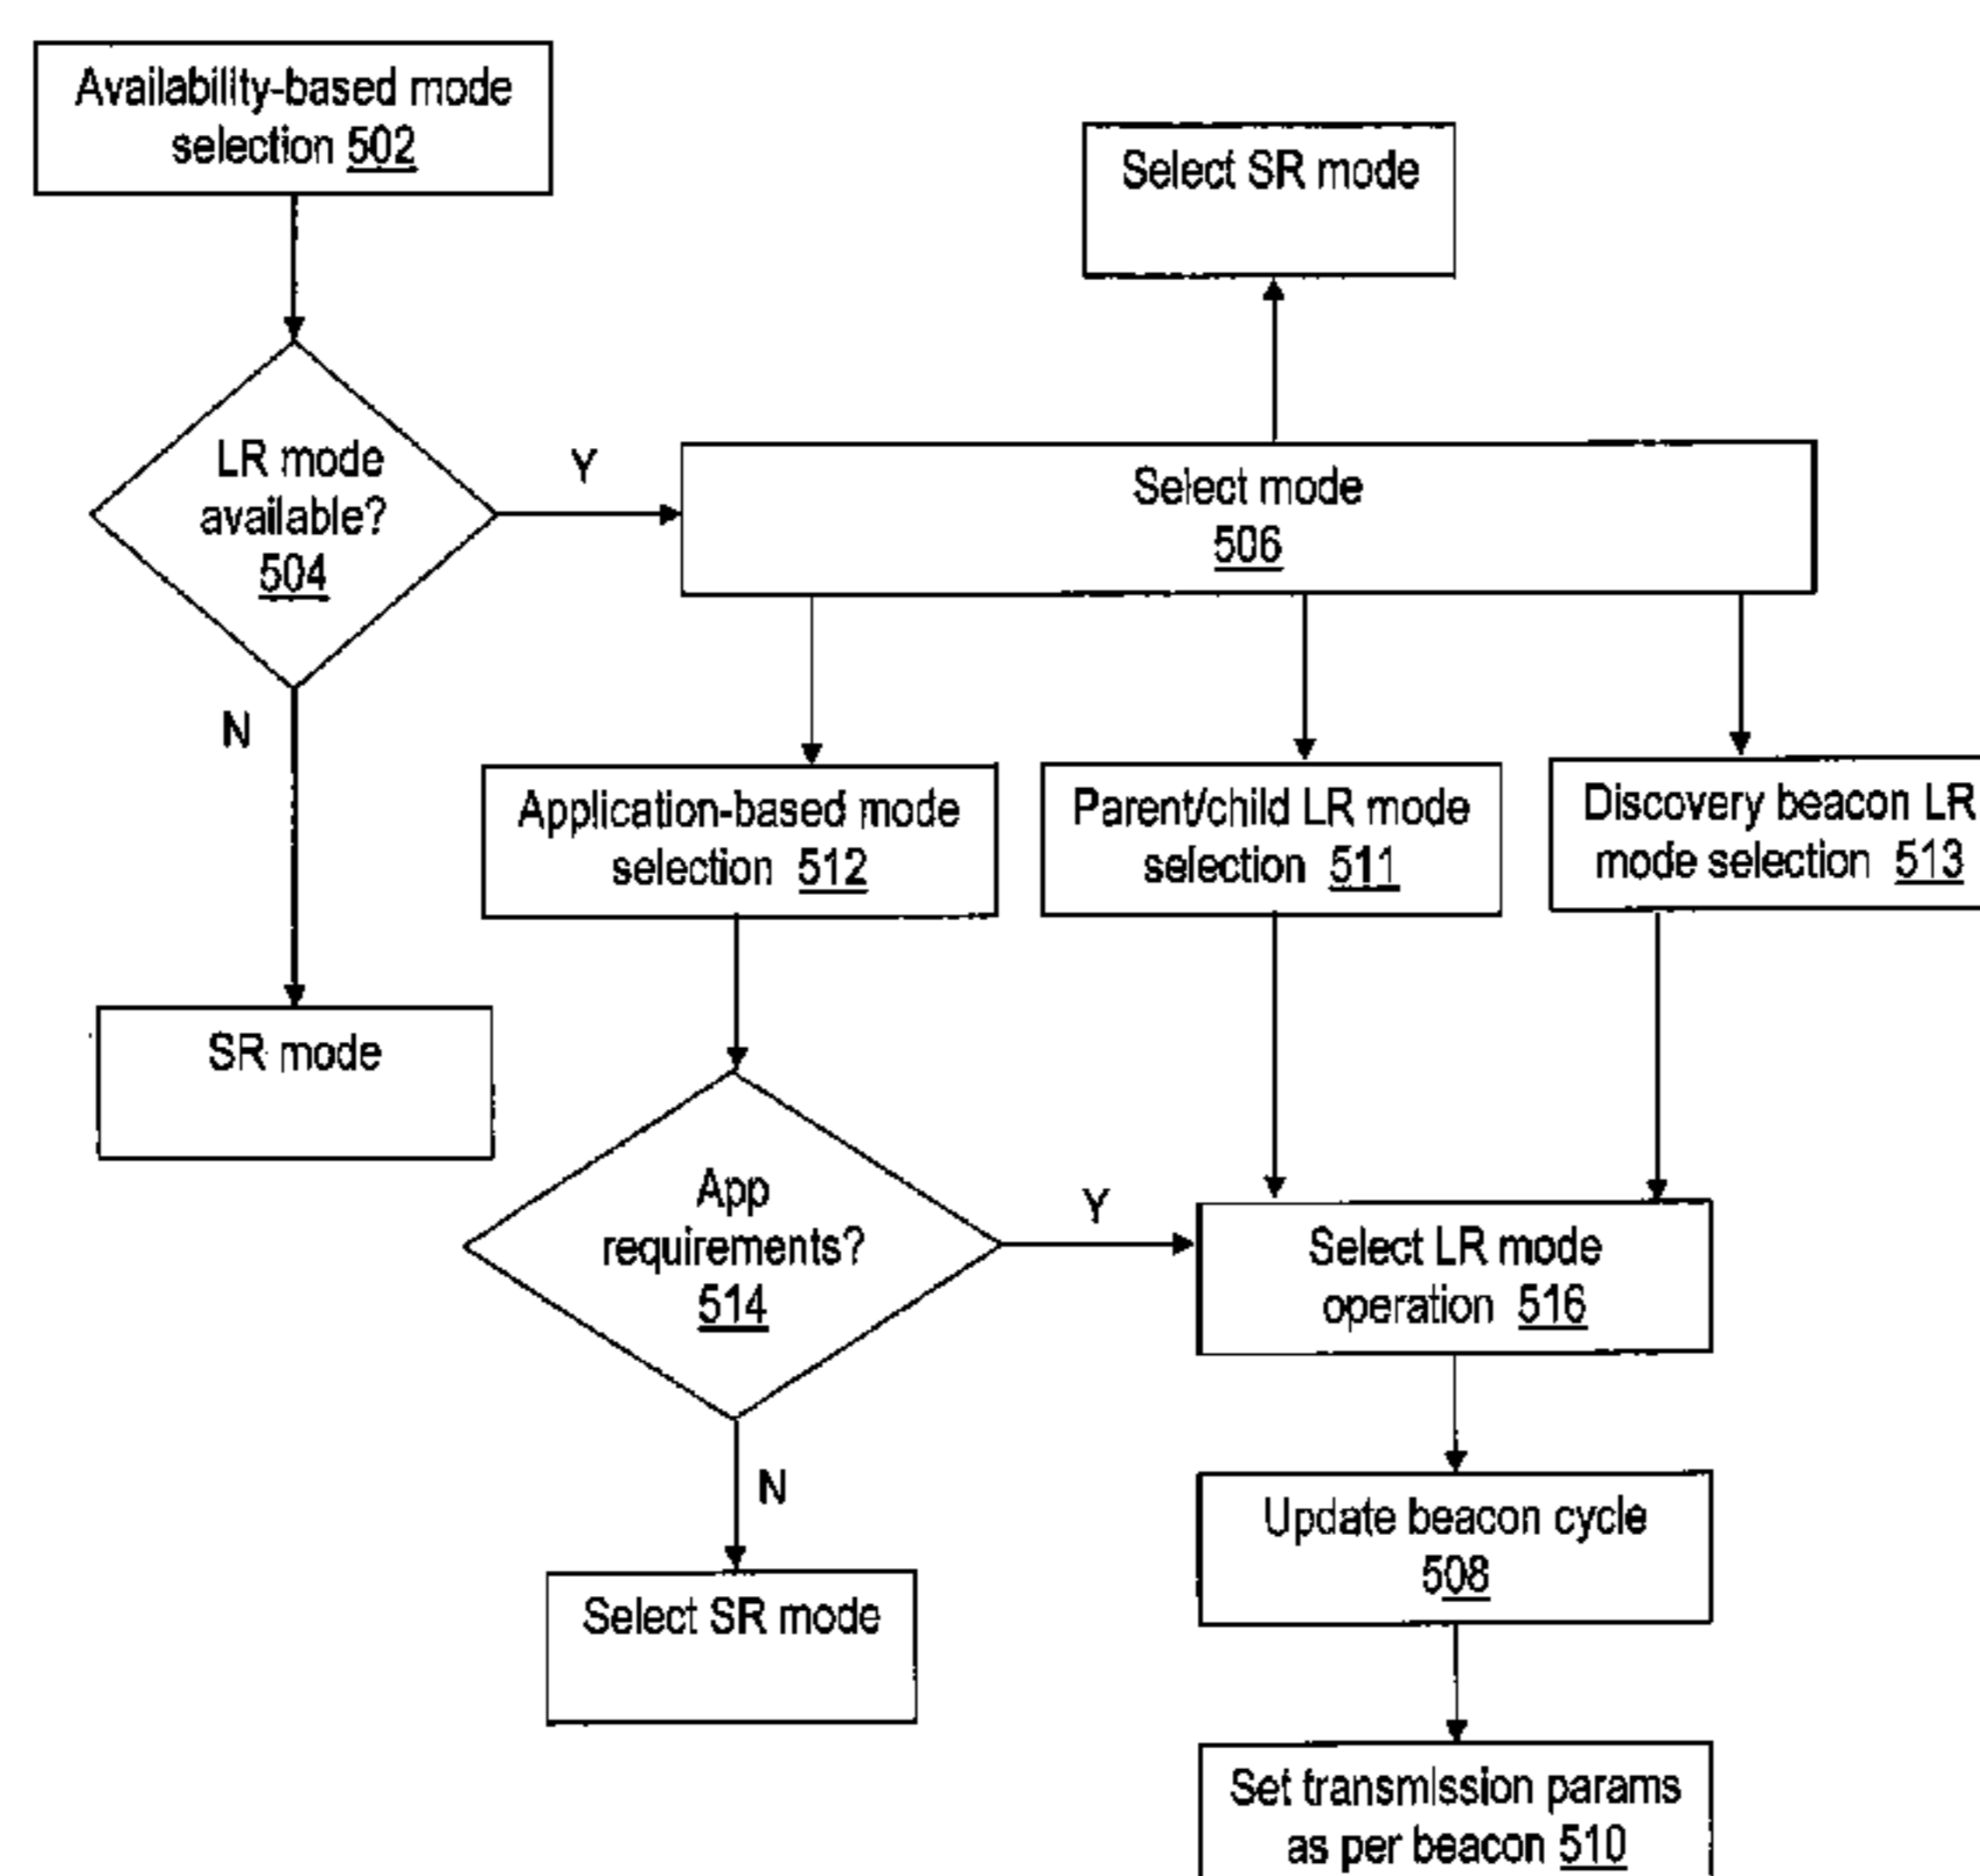 Availability-based mode
selection 502
Select SR mode
LR mode
available?
504
Y
Select mode
506
N
Application-based mode
selection 512
Parent/child LR mode
selection 511
Discovery beacon LR
mode selection 513
SR mode
App
requirements?
514
Y
Select LR mode
operation 516
N
Update beacon cycle
508
Select SR mode
Set transmission params
as per beacon 510